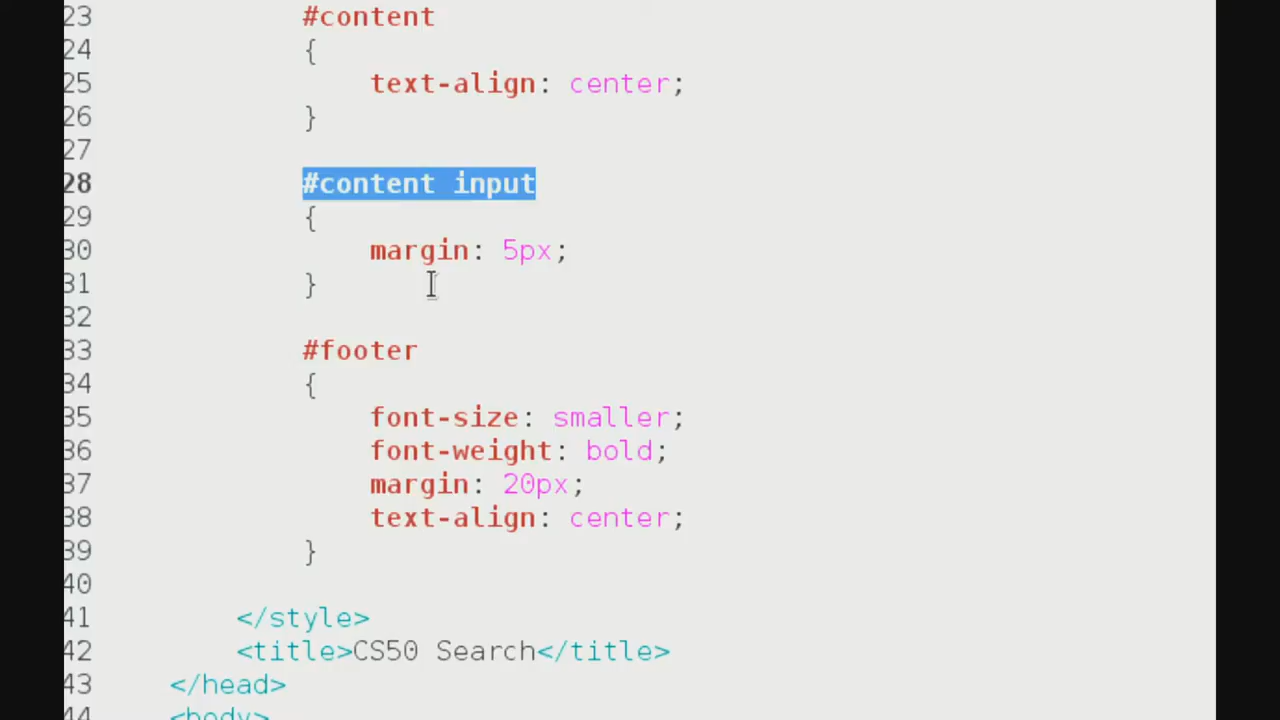 23 #content
24 {
25 text-align: center;
26 }
27
28 #content input
29 {
30 margin: 5px;
31 }
32
33 #footer
34 {
35 font-size: smaller;
36 font-weight: bold;
37 margin: 20px;
38 text-align: center;
39 }
40
41 </style>
42 <title>CS50 Search</title>
43 </head>
44 <body>